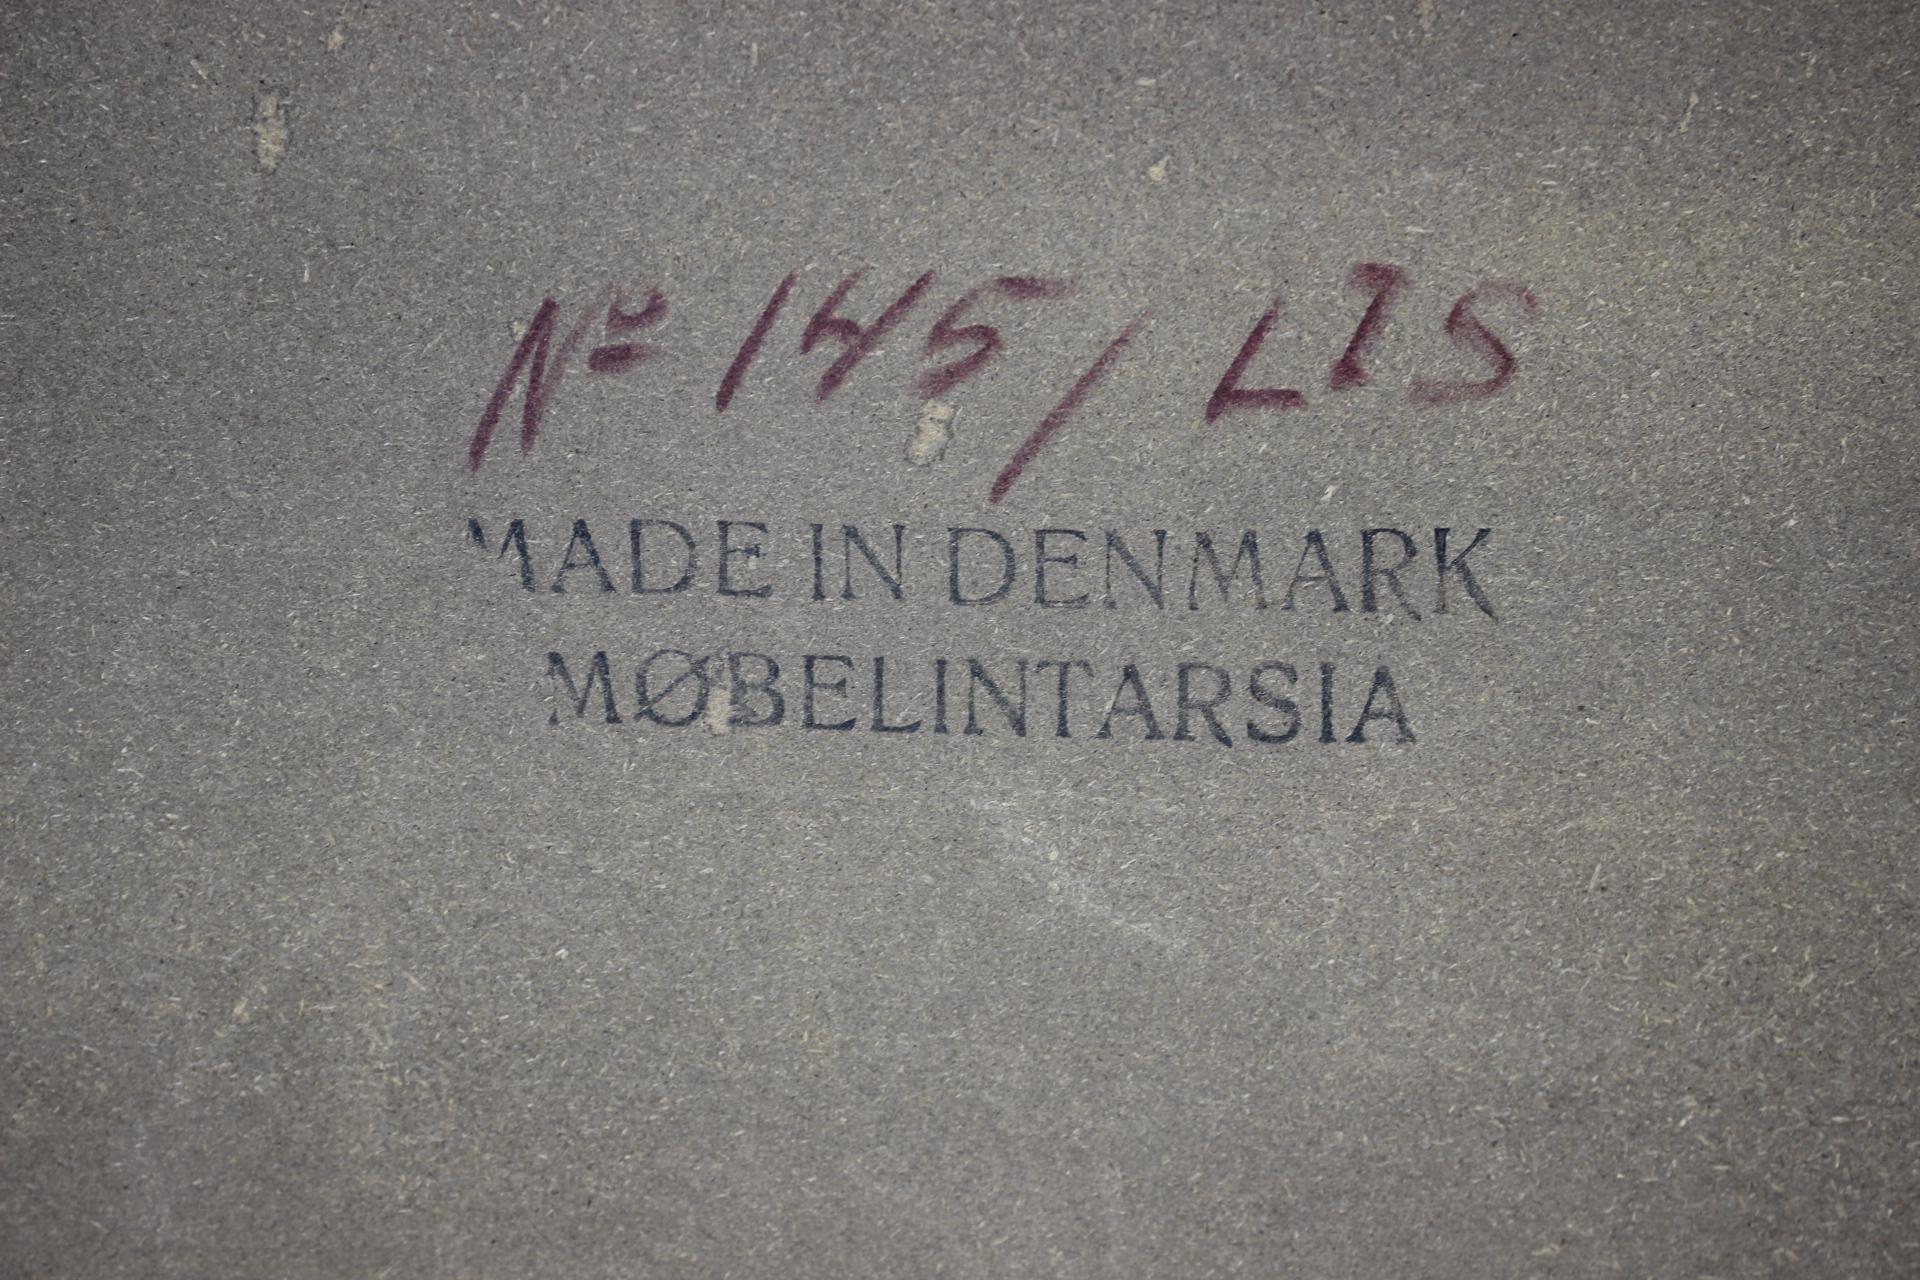 No 145/LIS
MADE IN DENMARK
MØBELINTARSIA